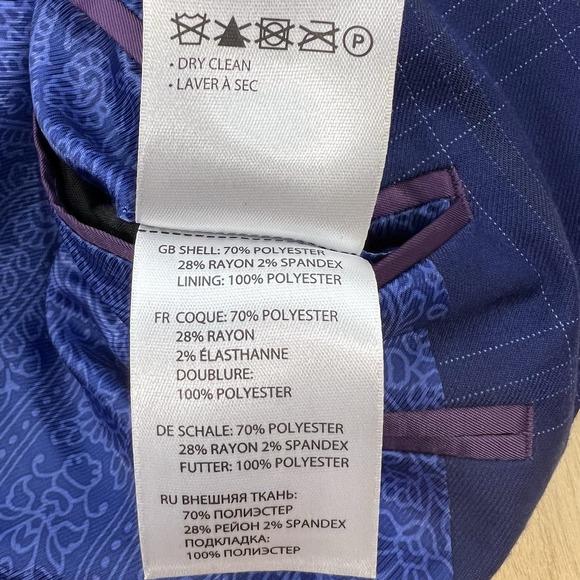 P
• DRY CLEAN
• LAVER À SEC
GB SHELL: 70% POLYESTER
28% RAYON 2% SPANDEX
LINING: 100% POLYESTER
FR COQUE: 70% POLYESTER
28% RAYON
2% ÉLASTHANNE
DOUBLURE:
100% POLYESTER
DE SCHALE: 70% POLYESTER
28% RAYON 2% SPANDEX
FUTTER: 100% POLYESTER
RU ВНЕШНЯЯ ТКАНЬ:
70% ПОЛИЭСТЕР
28% РЕЙОН 2% SPANDEX
ПОДКЛАДКА:
100% ПОЛИЭСТЕР